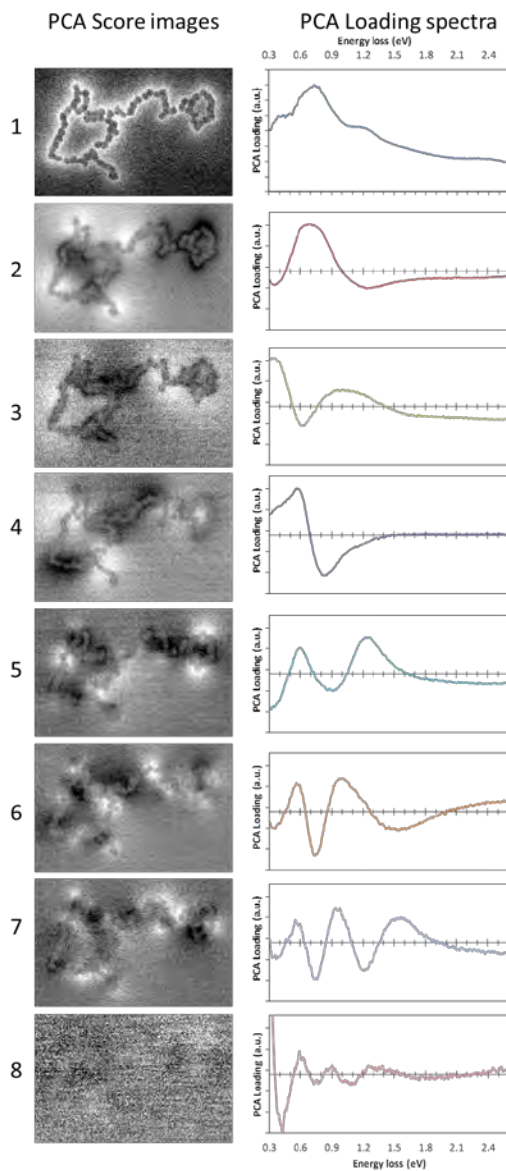 PCA Score images
PCA Loading spectra
Energy loss (eV)
0.3 0.6 0.9 1.2 1.5 1.8 2.1 2.4
1
PCA Loading (a.u.)
2
PCA Loading (a.u.)
3
PCA Loading (a.u.)
4
PCA Loading (a.u.)
5
PCA Loading (a.u.)
6
PCA Loading (a.u.)
7
PCA Loading (a.u.)
8
PCA Loading (a.u.)
0.3 0.6 0.9 1.2 1.5 1.8 2.1 2.4
Energy loss (eV)